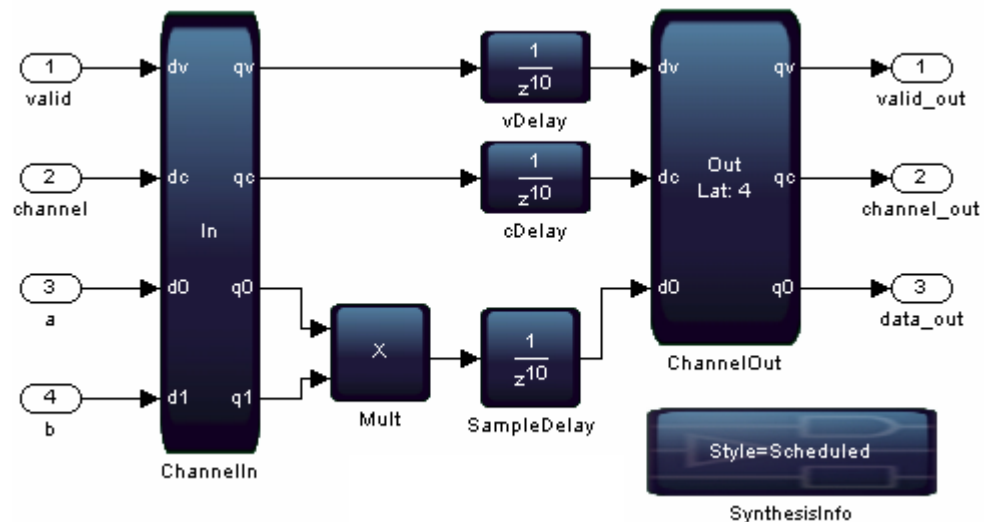 1
valid
2
channel
3
a
4
b
dv
qv
dc
qc
In
d0
q0
d1
q1
ChannelIn
1
z10
vDelay
1
z10
cDelay
X
Mult
1
z10
SampleDelay
dv
qv
dc
Out
Lat: 4
qc
d0
q0
ChannelOut
1
valid_out
2
channel_out
3
data_out
Style=Scheduled
SynthesisInfo